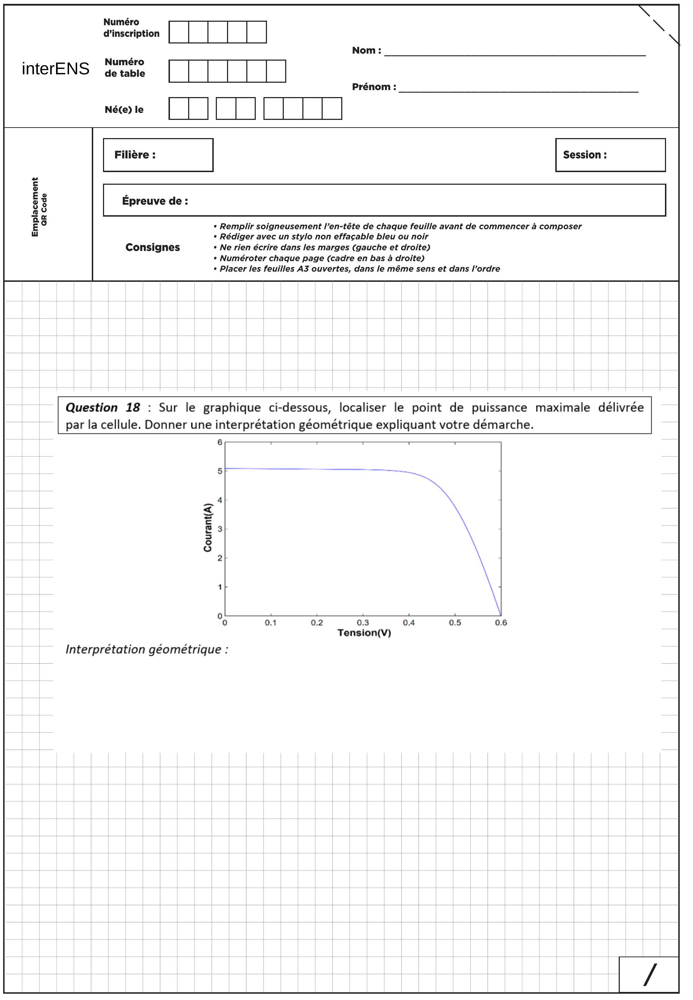 Numéro
d'inscription
Nom :
interENS
Numéro
de table
Prénom :
Né(e) le
Emplacement
QR Code
Filière :
Session :
Épreuve de :
Consignes
• Remplir soigneusement l'en-tête de chaque feuille avant de commencer à composer
• Rédiger avec un stylo non effaçable bleu ou noir
• Ne rien écrire dans les marges (gauche et droite)
• Numéroter chaque page (cadre en bas à droite)
• Placer les feuilles A3 ouvertes, dans le même sens et dans l'ordre
Question 18 : Sur le graphique ci-dessous, localiser le point de puissance maximale délivrée
par la cellule. Donner une interprétation géométrique expliquant votre démarche.
6
5
4
3
2
1
0
Courant(A)
0 0.1 0.2 0.3 0.4 0.5 0.6
Tension(V)
Interprétation géométrique :
/